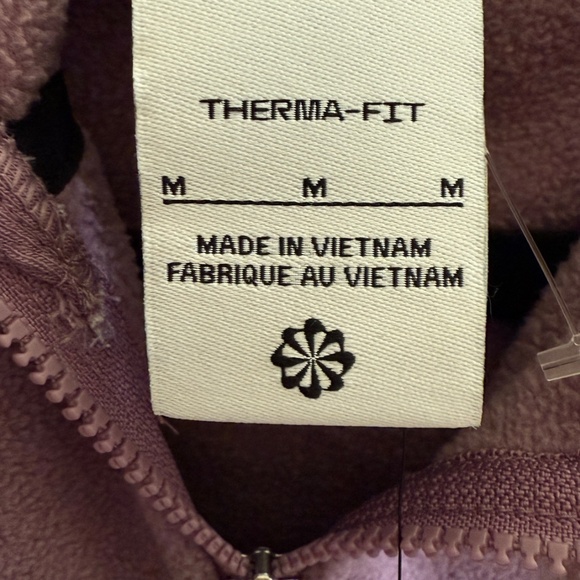 THERMA-FIT
M M M
MADE IN VIETNAM
FABRIQUE AU VIETNAM